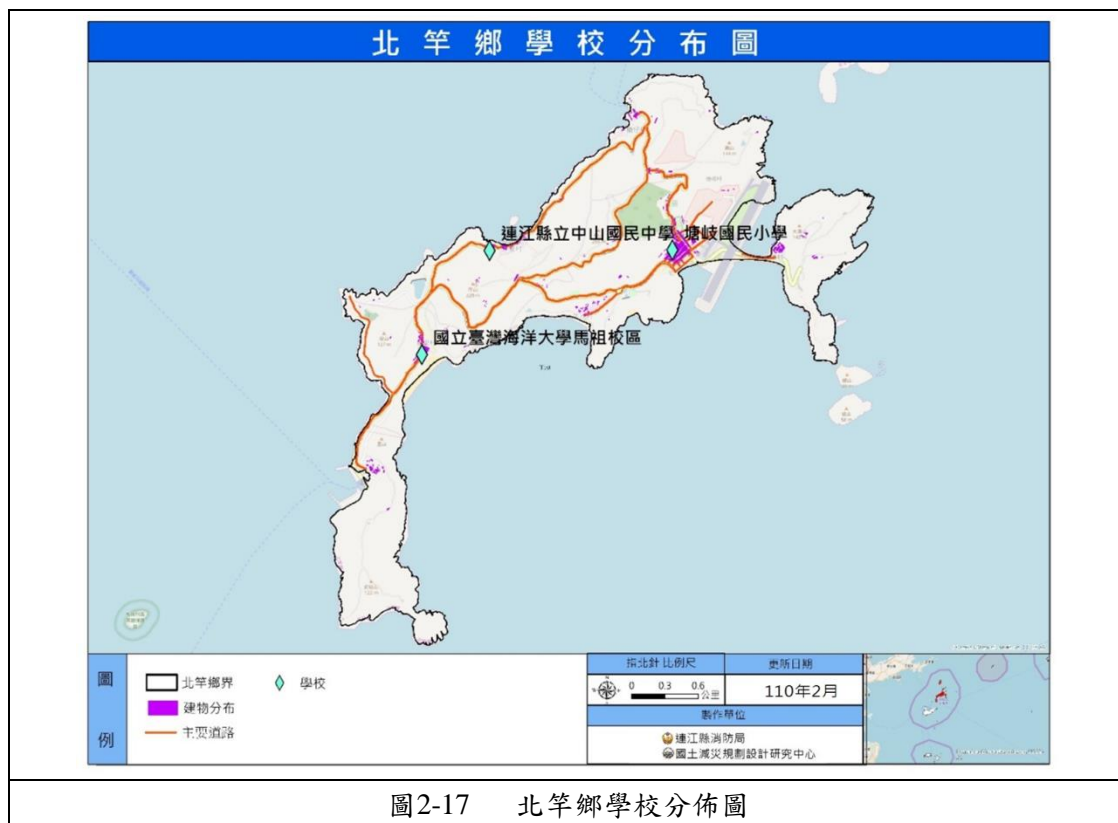 北竿鄉學校分布圖
連江縣立中山國民中學
塘岐國民小學
國立臺灣海洋大學馬祖校區
圖
例
北竿鄉界
學校
建物分布
主要道路
指北針 比例尺
更新日期
0 0.3 0.6
公里
110年2月
製作單位
連江縣消防局
國土減災規劃設計研究中心
圖2-17 北竿鄉學校分佈圖